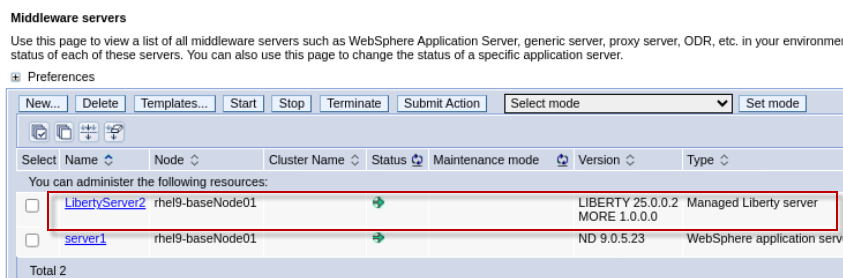 Middleware servers
Use this page to view a list of all middleware servers such as WebSphere Application Server, generic server, proxy server, ODR, etc. in your environme
status of each of these servers. You can also use this page to change the status of a specific application server.
Preferences
New... Delete Templates... Start Stop Terminate Submit Action Select mode Set mode
Select Name Node Cluster Name Status Maintenance mode Version Type
You can administer the following resources:
LibertyServer2 rhel9-baseNode01 LIBERTY 25.0.0.2 Managed Liberty server
MORE 1.0.0.0
server1 rhel9-baseNode01 ND 9.0.5.23 WebSphere application serv
Total 2